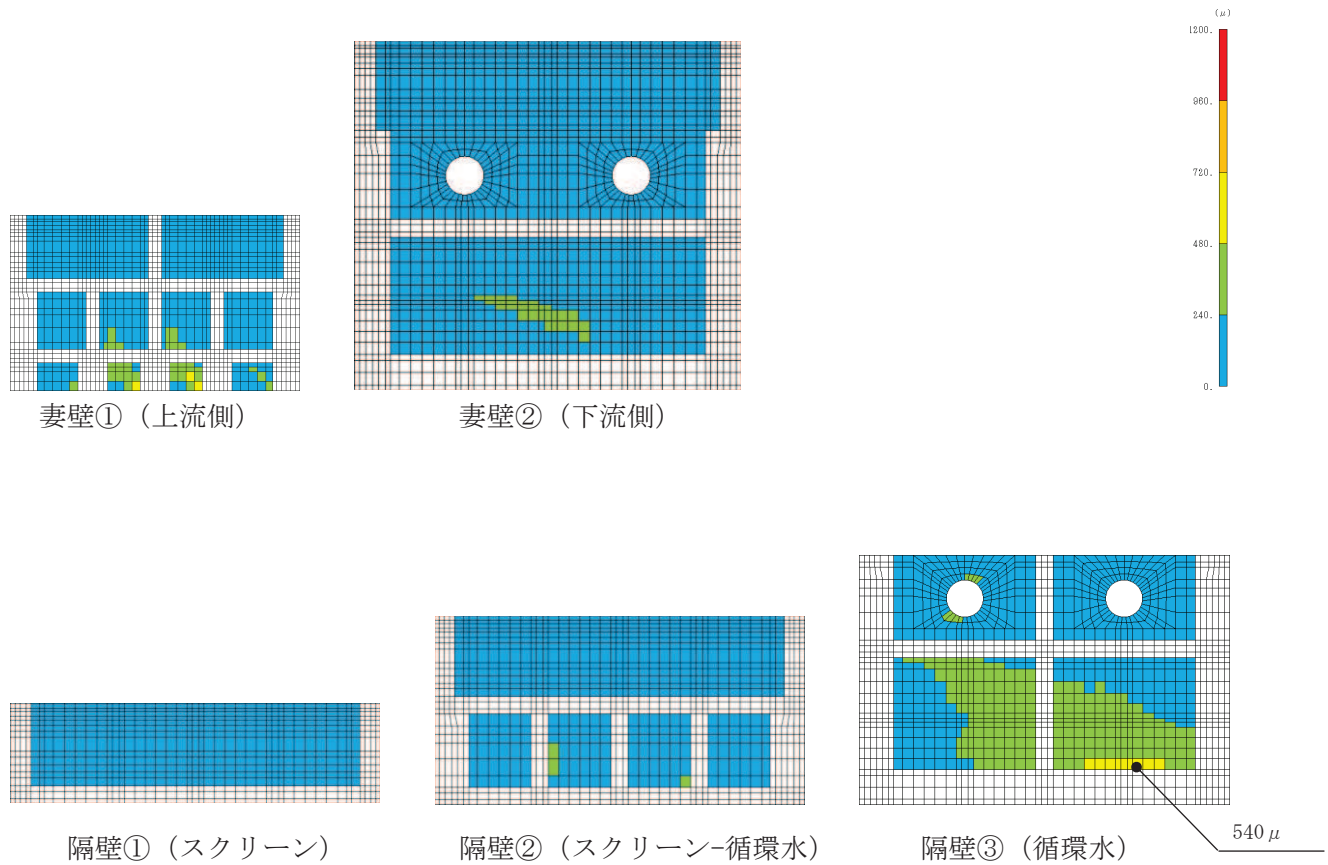 (μ)
1200.
960.
720.
480.
240.
0.
妻壁①（上流側）
妻壁②（下流側）
540μ
隔壁①（スクリーン）
隔壁②（スクリーン-循環水）
隔壁③（循環水）